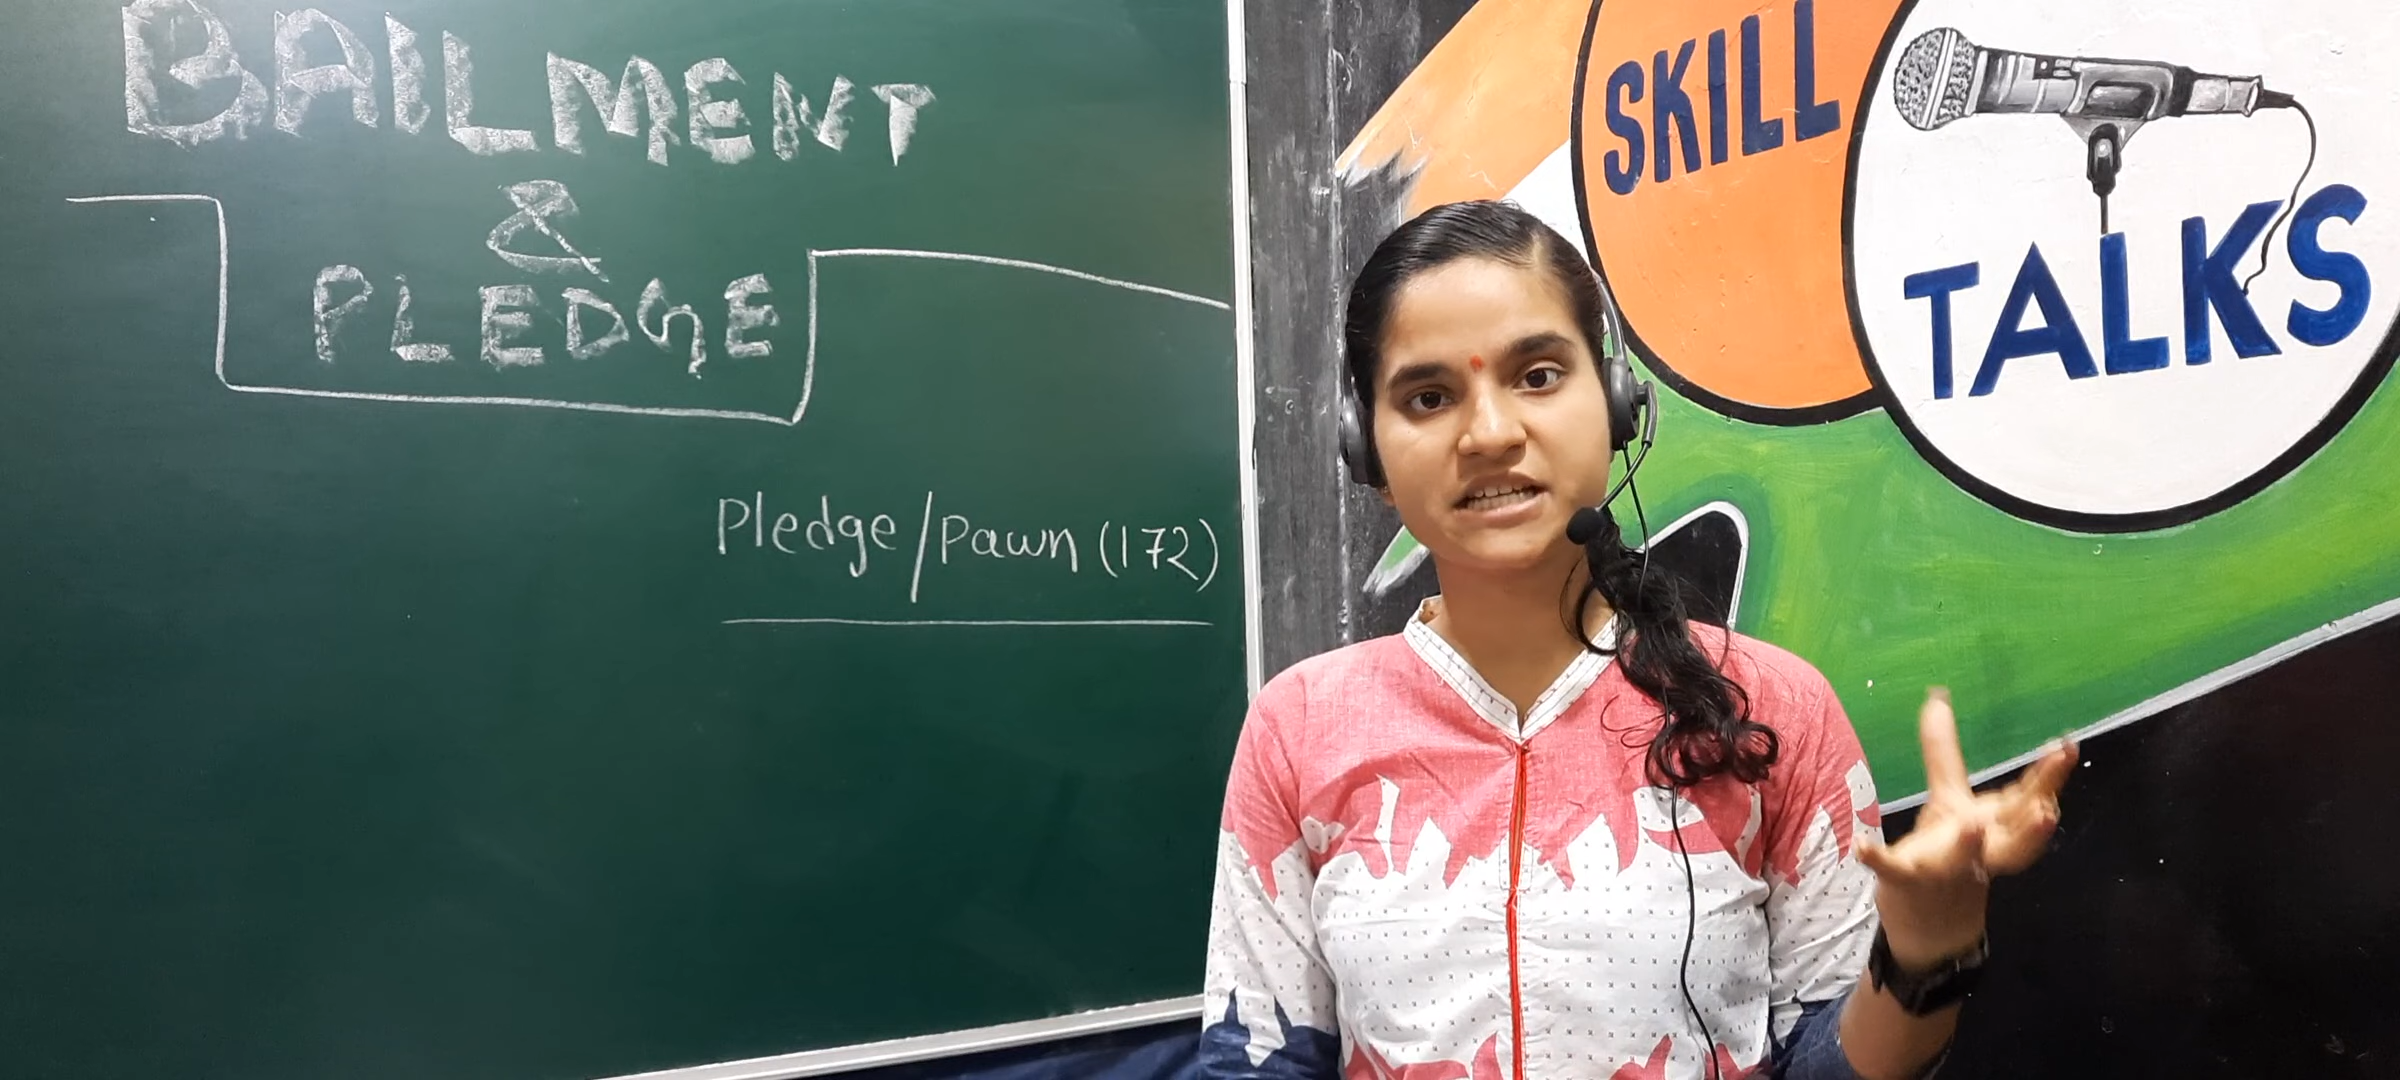 BAILMENT
&
PLEDGE
Pledge/Pawn (172)
SKILL
TALKS